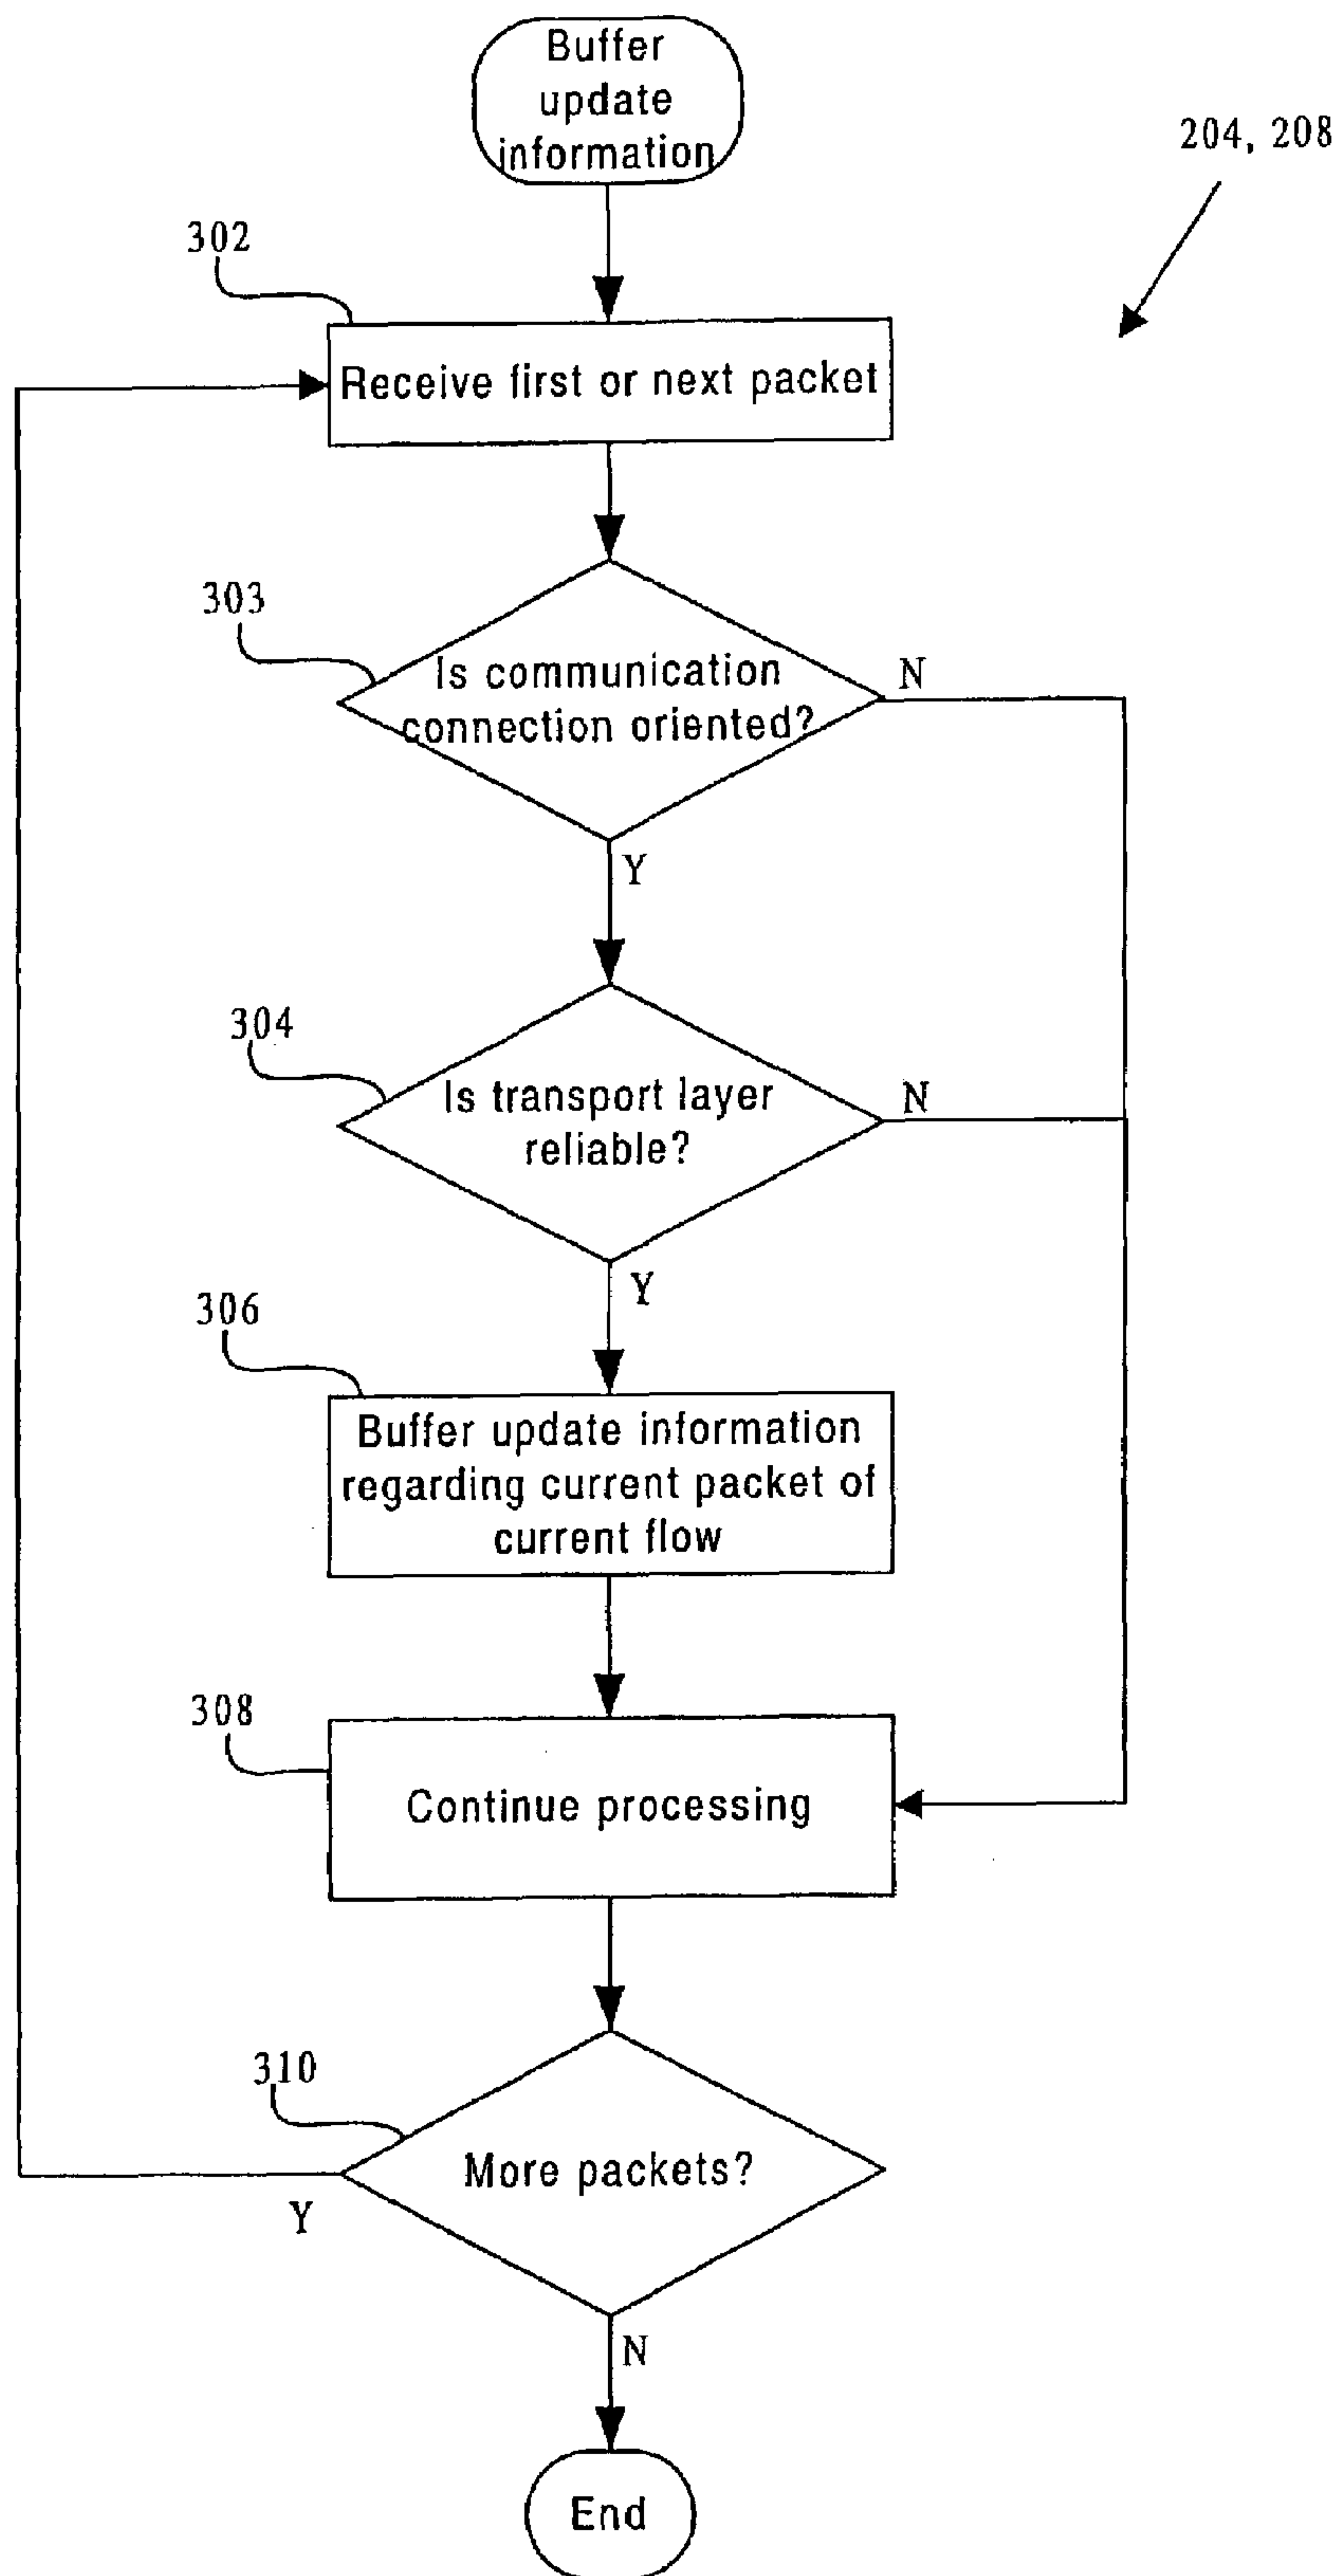 Buffer
update
information
204, 208
302
Receive first or next packet
303
Is communication
connection oriented?
N
Y
304
Is transport layer
reliable?
N
Y
306
Buffer update information
regarding current packet of
current flow
308
Continue processing
310
More packets?
Y
N
End